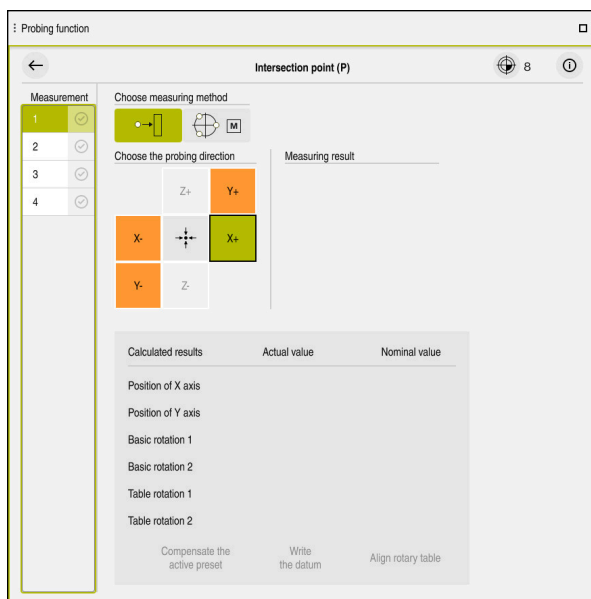 Probing function
Intersection point (P)
8
Measurement
1
2
3
4
Choose measuring method
M
Choose the probing direction
Measuring result
Z+
Y+
X-
X+
Y-
Z-
Calculated results Actual value Nominal value
Position of X axis
Position of Y axis
Basic rotation 1
Basic rotation 2
Table rotation 1
Table rotation 2
Compensate the
active preset
Write
the datum
Align rotary table